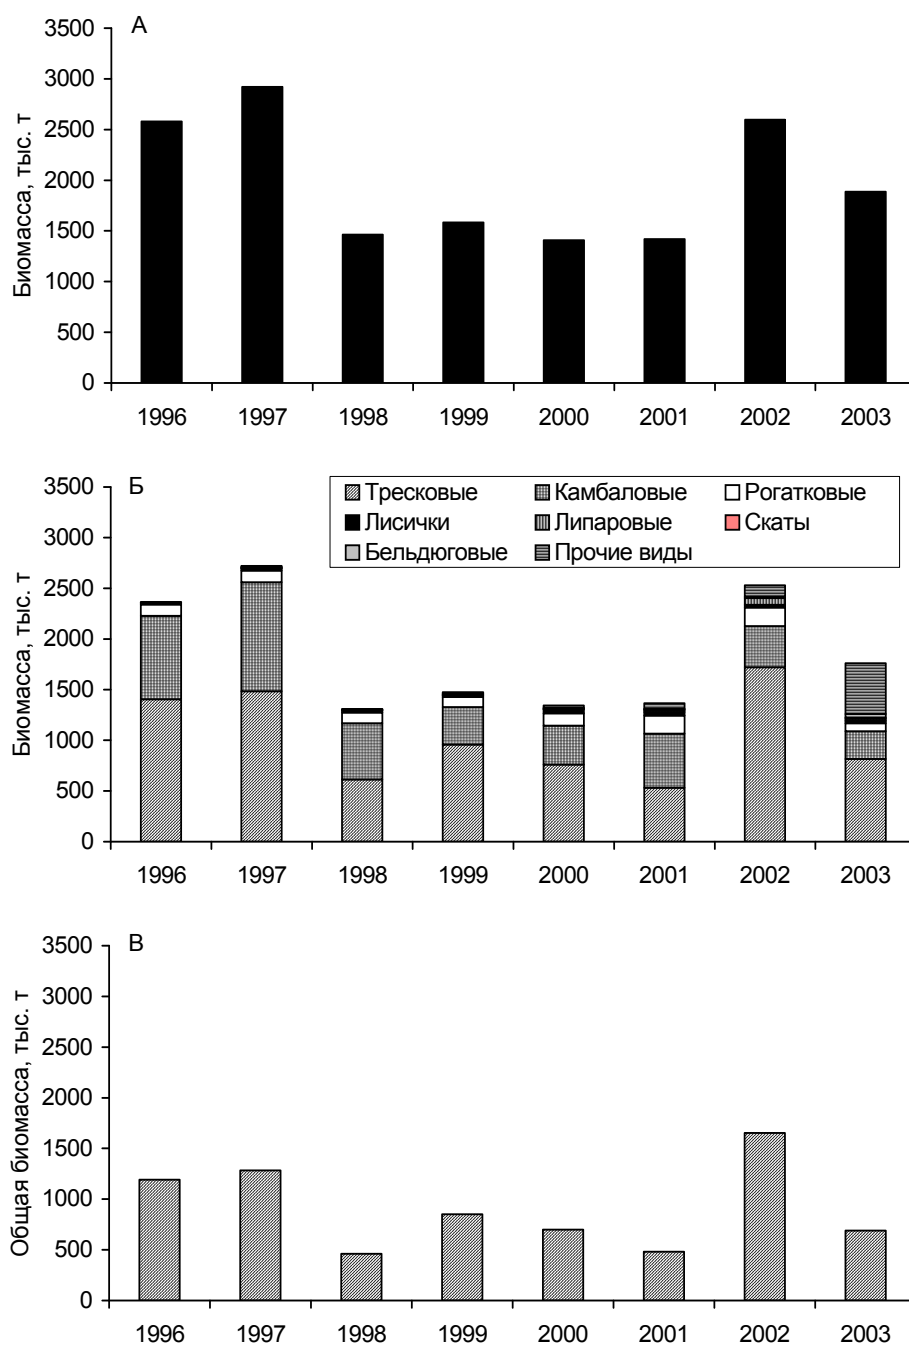 А
3500
3000
2500
2000
1500
1000
500
0
Биомасса, тыс. т
1996 1997 1998 1999 2000 2001 2002 2003
Б
Тресковые Камбаловые Рогатковые
Лисички Липаровые Скаты
Бельдюговые Прочие виды
3500
3000
2500
2000
1500
1000
500
0
Биомасса, тыс. т
1996 1997 1998 1999 2000 2001 2002 2003
В
3500
3000
2500
2000
1500
1000
500
0
Общая биомасса, тыс. т
1996 1997 1998 1999 2000 2001 2002 2003